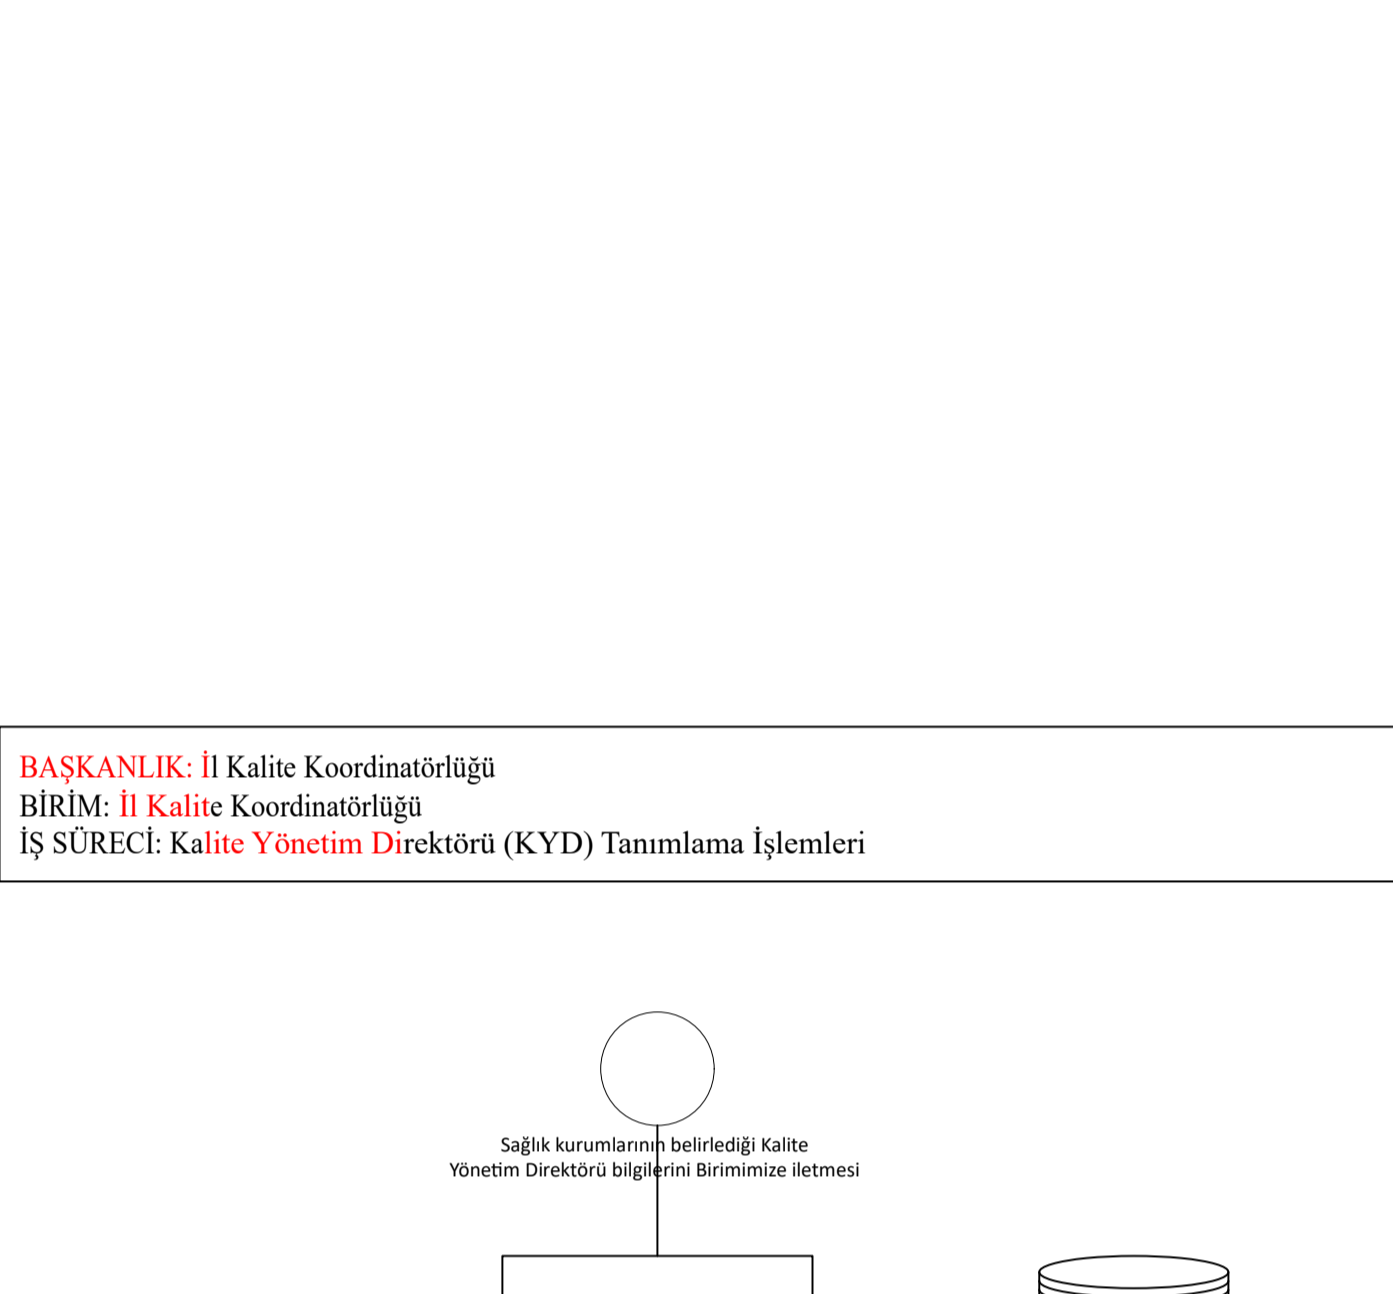 BAŞKANLIK: İl Kalite Koordinatörlüğü
BİRİM: İl Kalite Koordinatörlüğü
İŞ SÜRECİ: Kalite Yönetim Direktörü (KYD) Tanımlama İşlemleri
Sağlık kurumlarının belirlediği Kalite
Yönetim Direktörü bilgilerini Birimimize iletmesi